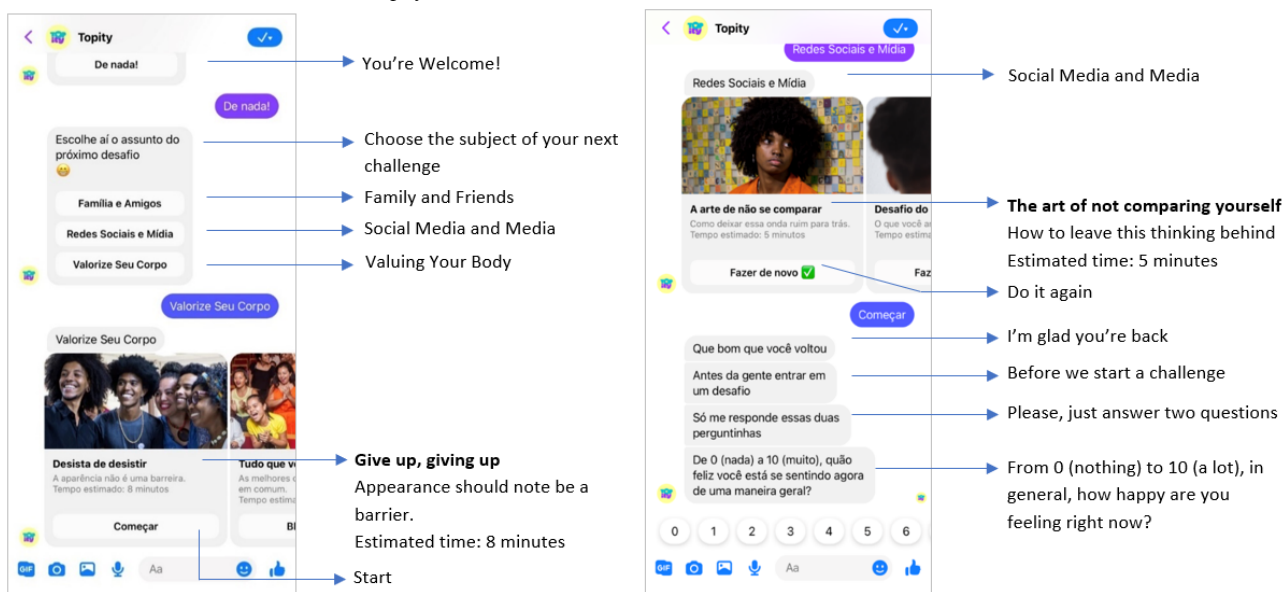 Topity
De nada!
De nada!
Escolhe aí o assunto do
próximo desafio
Família e Amigos
Redes Sociais e Mídia
Valorize Seu Corpo
Valorize Seu Corpo
Valorize Seu Corpo
Desista de desistir
A aparência não é uma barreira.
Tempo estimado: 8 minutos
Começar
Tudo que v
As melhores
em comum.
Tempo estim
Bl
GIF
Aa
You’re Welcome!
Choose the subject of your next
challenge
Family and Friends
Social Media and Media
Valuing Your Body
Give up, giving up
Appearance should note be a
barrier.
Estimated time: 8 minutes
Start
Topity
Redes Sociais e Mídia
Redes Sociais e Mídia
A arte de não se comparar
Como deixar essa onda ruim para trás.
Tempo estimado: 5 minutos
Fazer de novo
Desafio do
O que você a
Tempo estima
Faz
Começar
Que bom que você voltou
Antes da gente entrar em
um desafio
Só me responde essas duas
perguntinhas
De 0 (nada) a 10 (muito), quão
feliz você está se sentindo agora
de uma maneira geral?
0 1 2 3 4 5 6
GIF
Aa
Social Media and Media
The art of not comparing yourself
How to leave this thinking behind
Estimated time: 5 minutes
Do it again
I’m glad you’re back
Before we start a challenge
Please, just answer two questions
From 0 (nothing) to 10 (a lot), in
general, how happy are you
feeling right now?